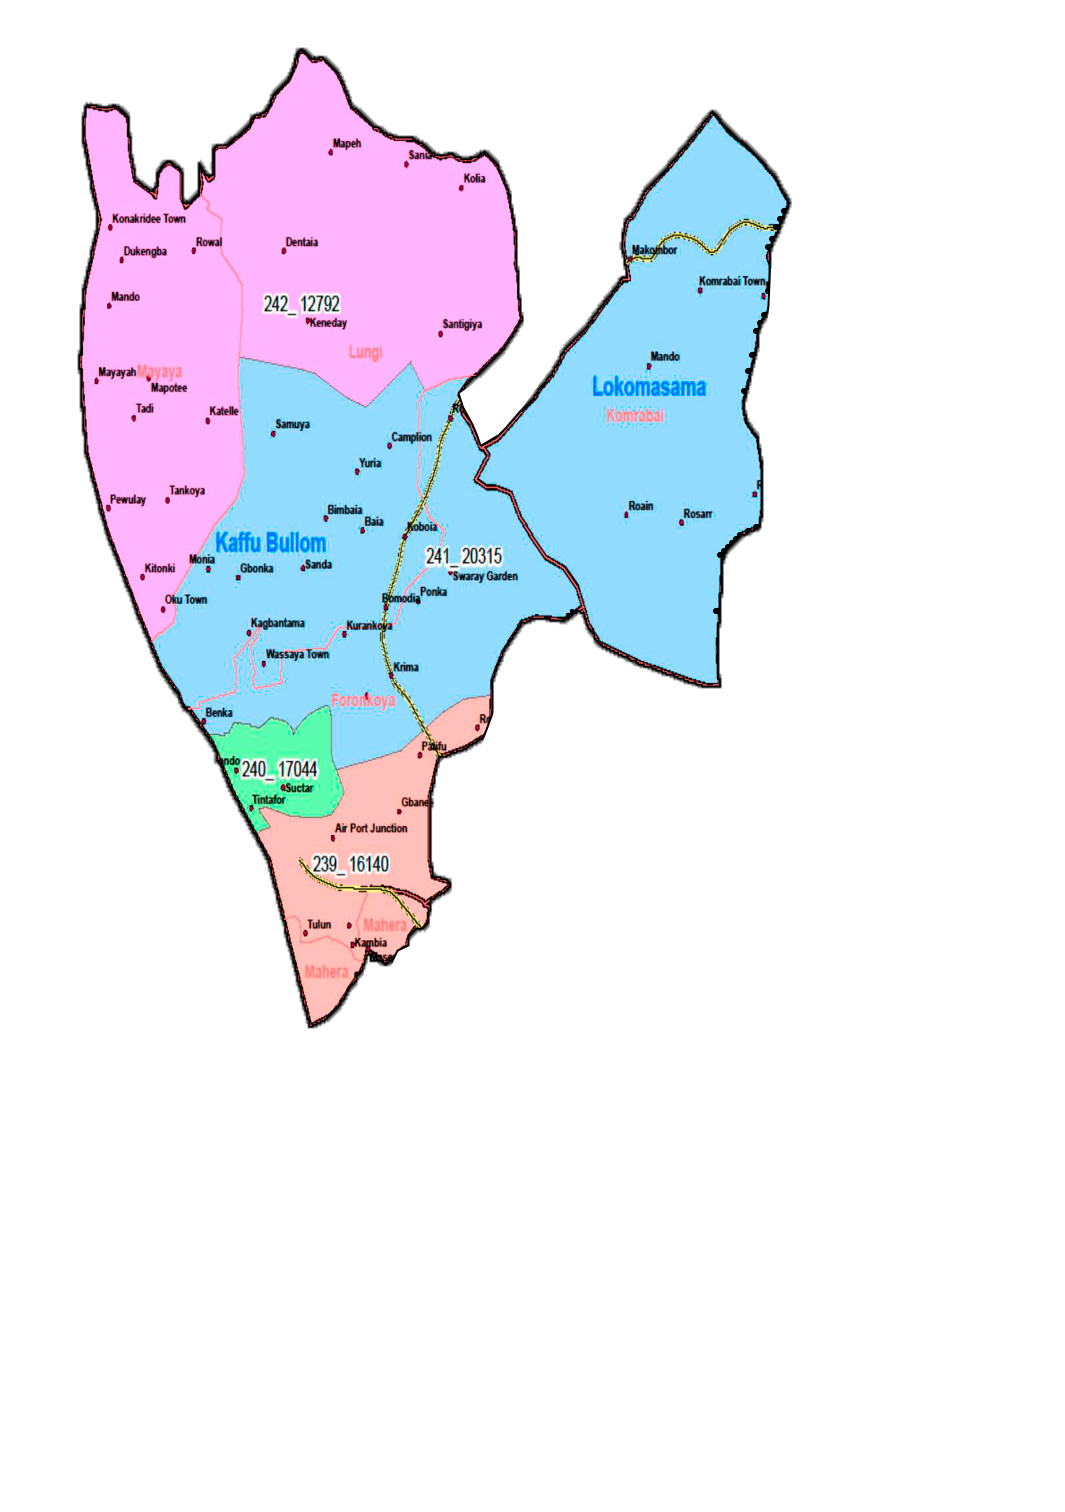 Mapeh
Sania
Kolia
Konakridee Town
Rowal
Dentaia
Dukengba
Makombor
Komrabai Town
Mando
242_ 12792
Keneday
Santigiya
Lungi
Mando
Mayayah
Mayaya
Mapotee
Lokomasama
Komrabai
Tadi
Katelle
Samuya
Camplion
Yuria
Tankoya
Pewulay
Bimbaia
Baia
Koboia
Roain
Rosarr
Kaffu Bullom
241_ 20315
Monia
Gbonka
Sanda
Swaray Garden
Kitonki
Oku Town
Bomodia
Ponka
Kagbantama
Kurankoya
Wassaya Town
Krima
Foronkoya
Benka
240_ 17044
Suctar
Tintafor
Gbanee
Air Port Junction
239_ 16140
Tulun
Mahera
Kambia
Mahera